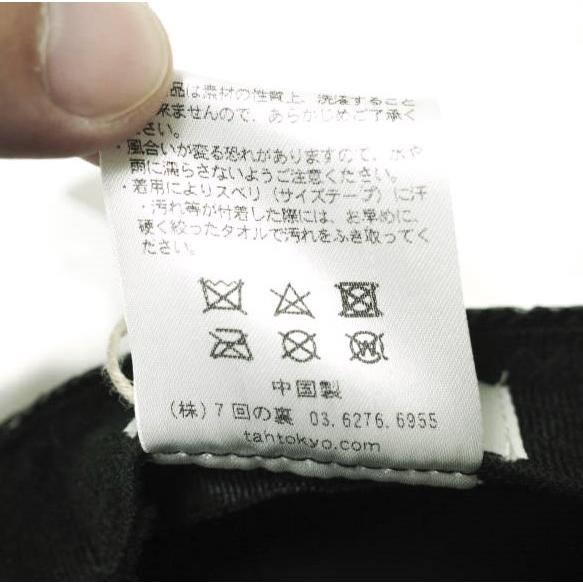 品は素材の性質上、洗濯すること
来ませんので、あらかじめご了承く
ださい。
・風合いが変る恐れがありますので、水や
雨に濡らさないようご注意ください。
・着用によりスベリ（サイズテープ）に汗
・汚れ等が付着した際には、お早めに、
硬く絞ったタオルで汚れをふき取ってく
ださい。
中国製
（株）７回の裏 03.6276.6955
tantokyo.com